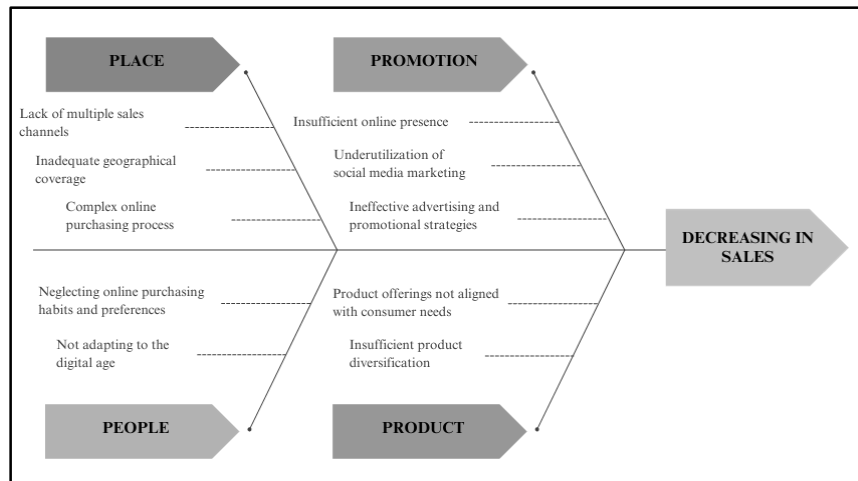 PLACE
PROMOTION
Lack of multiple sales
channels
Inadequate geographical
coverage
Complex online
purchasing process
Insufficient online presence
Underutilization of
social media marketing
Ineffective advertising and
promotional strategies
DECREASING IN
SALES
Neglecting online purchasing
habits and preferences
Not adapting to the
digital age
Product offerings not aligned
with consumer needs
Insufficient product
diversification
PEOPLE
PRODUCT